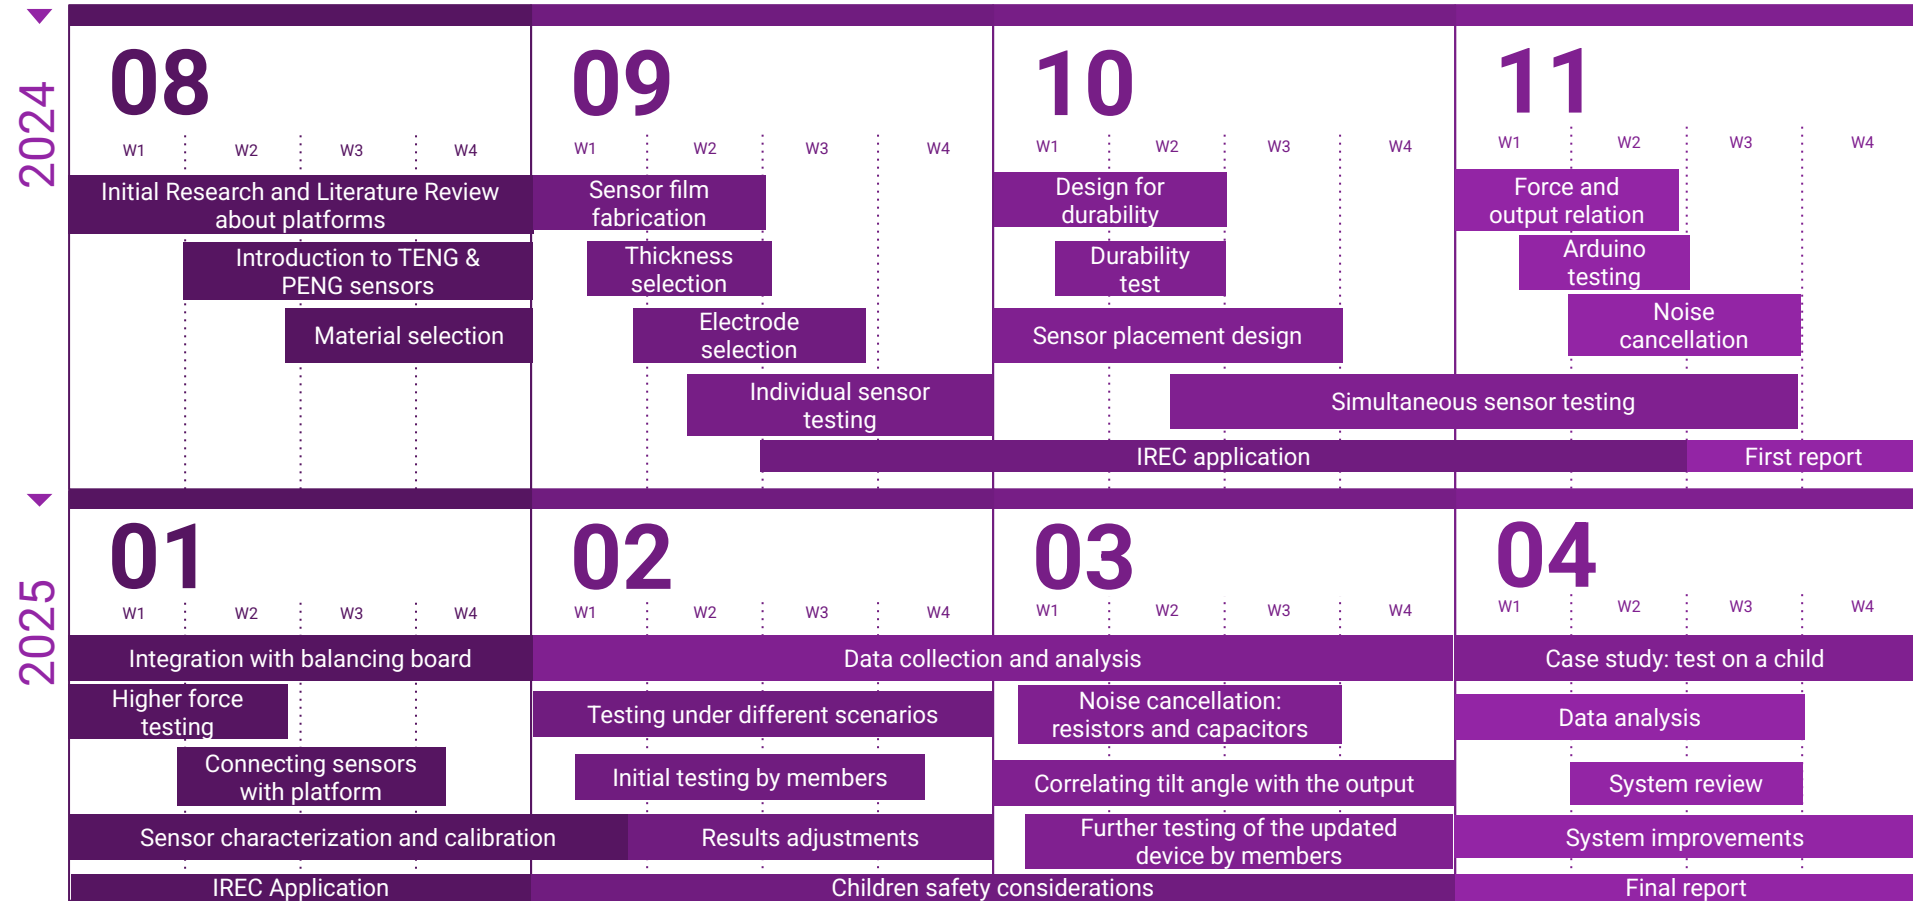 2024
08
09
10
11
W1
W2
W3
W4
W1
W2
W3
W4
W1
W2
W3
W4
W1
W2
W3
W4
Initial Research and Literature Review
about platforms
Introduction to TENG &
PENG sensors
Material selection
Sensor film
fabrication
Thickness
selection
Electrode
selection
Individual sensor
testing
Design for
durability
Durability
test
Sensor placement design
Force and
output relation
Arduino
testing
Noise
cancellation
Simultaneous sensor testing
IREC application
First report
2025
01
02
03
04
W1
W2
W3
W4
W1
W2
W3
W4
W1
W2
W3
W4
W1
W2
W3
W4
Integration with balancing board
Data collection and analysis
Case study: test on a child
Higher force
testing
Testing under different scenarios
Noise cancellation:
resistors and capacitors
Data analysis
Connecting sensors
with platform
Initial testing by members
Correlating tilt angle with the output
System review
Sensor characterization and calibration
Results adjustments
Further testing of the updated
device by members
System improvements
IREC Application
Children safety considerations
Final report